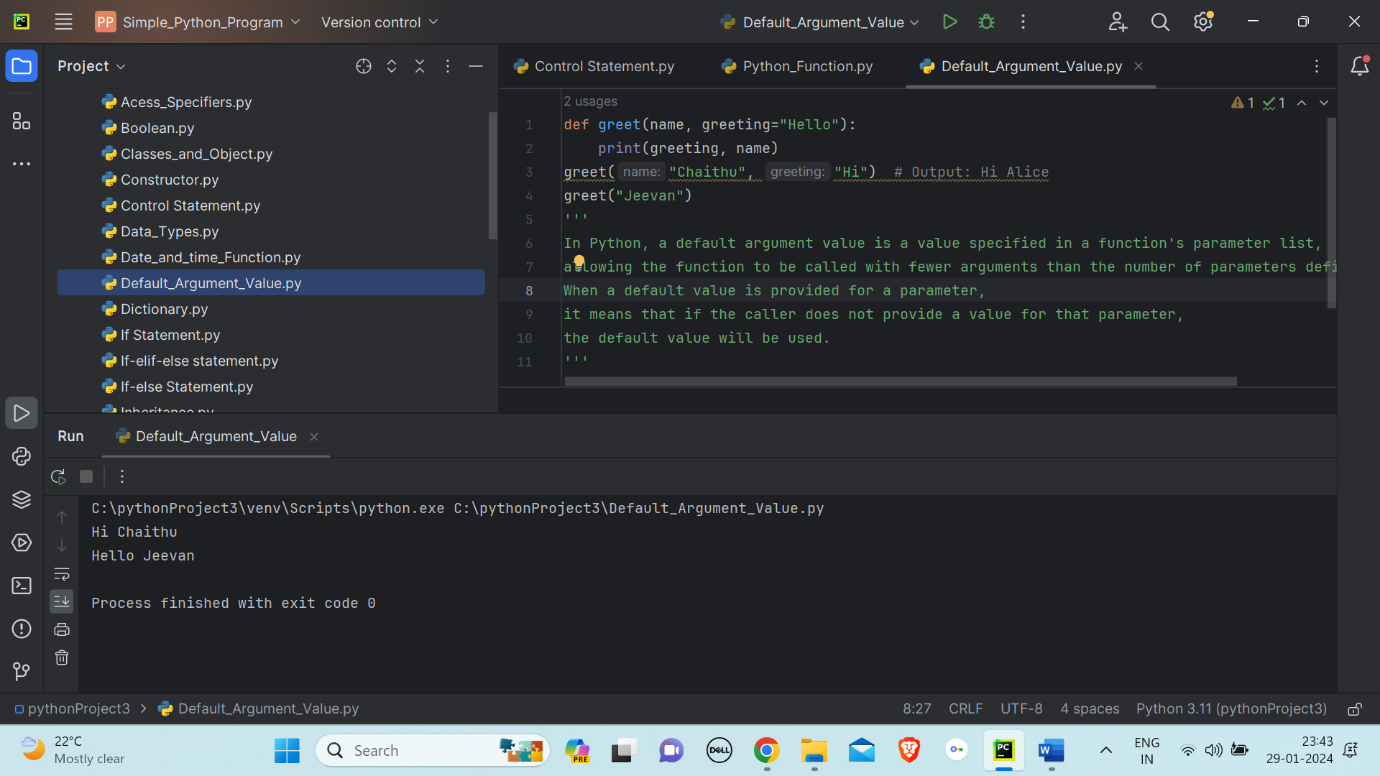 PC
PP Simple_Python_Program Version control Default_Argument_Value
Project
Control Statement.py Python_Function.py Default_Argument_Value.py
Acess_Specifiers.py
Boolean.py
Classes_and_Object.py
Constructor.py
Control Statement.py
Data_Types.py
Date_and_time_Function.py
Default_Argument_Value.py
Dictionary.py
If Statement.py
If-elif-else statement.py
If-else Statement.py
Inheritance.py
2 usages
1 1
1 def greet(name, greeting="Hello"):
2 print(greeting, name)
3 greet( name: "Chaithu", greeting: "Hi") # Output: Hi Alice
4 greet("Jeevan")
5 '''
6 In Python, a default argument value is a value specified in a function's parameter list,
7 allowing the function to be called with fewer arguments than the number of parameters defi
8 When a default value is provided for a parameter,
9 it means that if the caller does not provide a value for that parameter,
10 the default value will be used.
11 '''
Run Default_Argument_Value
C:\pythonProject3\venv\Scripts\python.exe C:\pythonProject3\Default_Argument_Value.py
Hi Chaithu
Hello Jeevan
Process finished with exit code 0
pythonProject3 > Default_Argument_Value.py 8:27 CRLF UTF-8 4 spaces Python 3.11 (pythonProject3)
22°C
Mostly clear
Search
PRE
DELL
PC
W
ENG
IN
23:43
29-01-2024